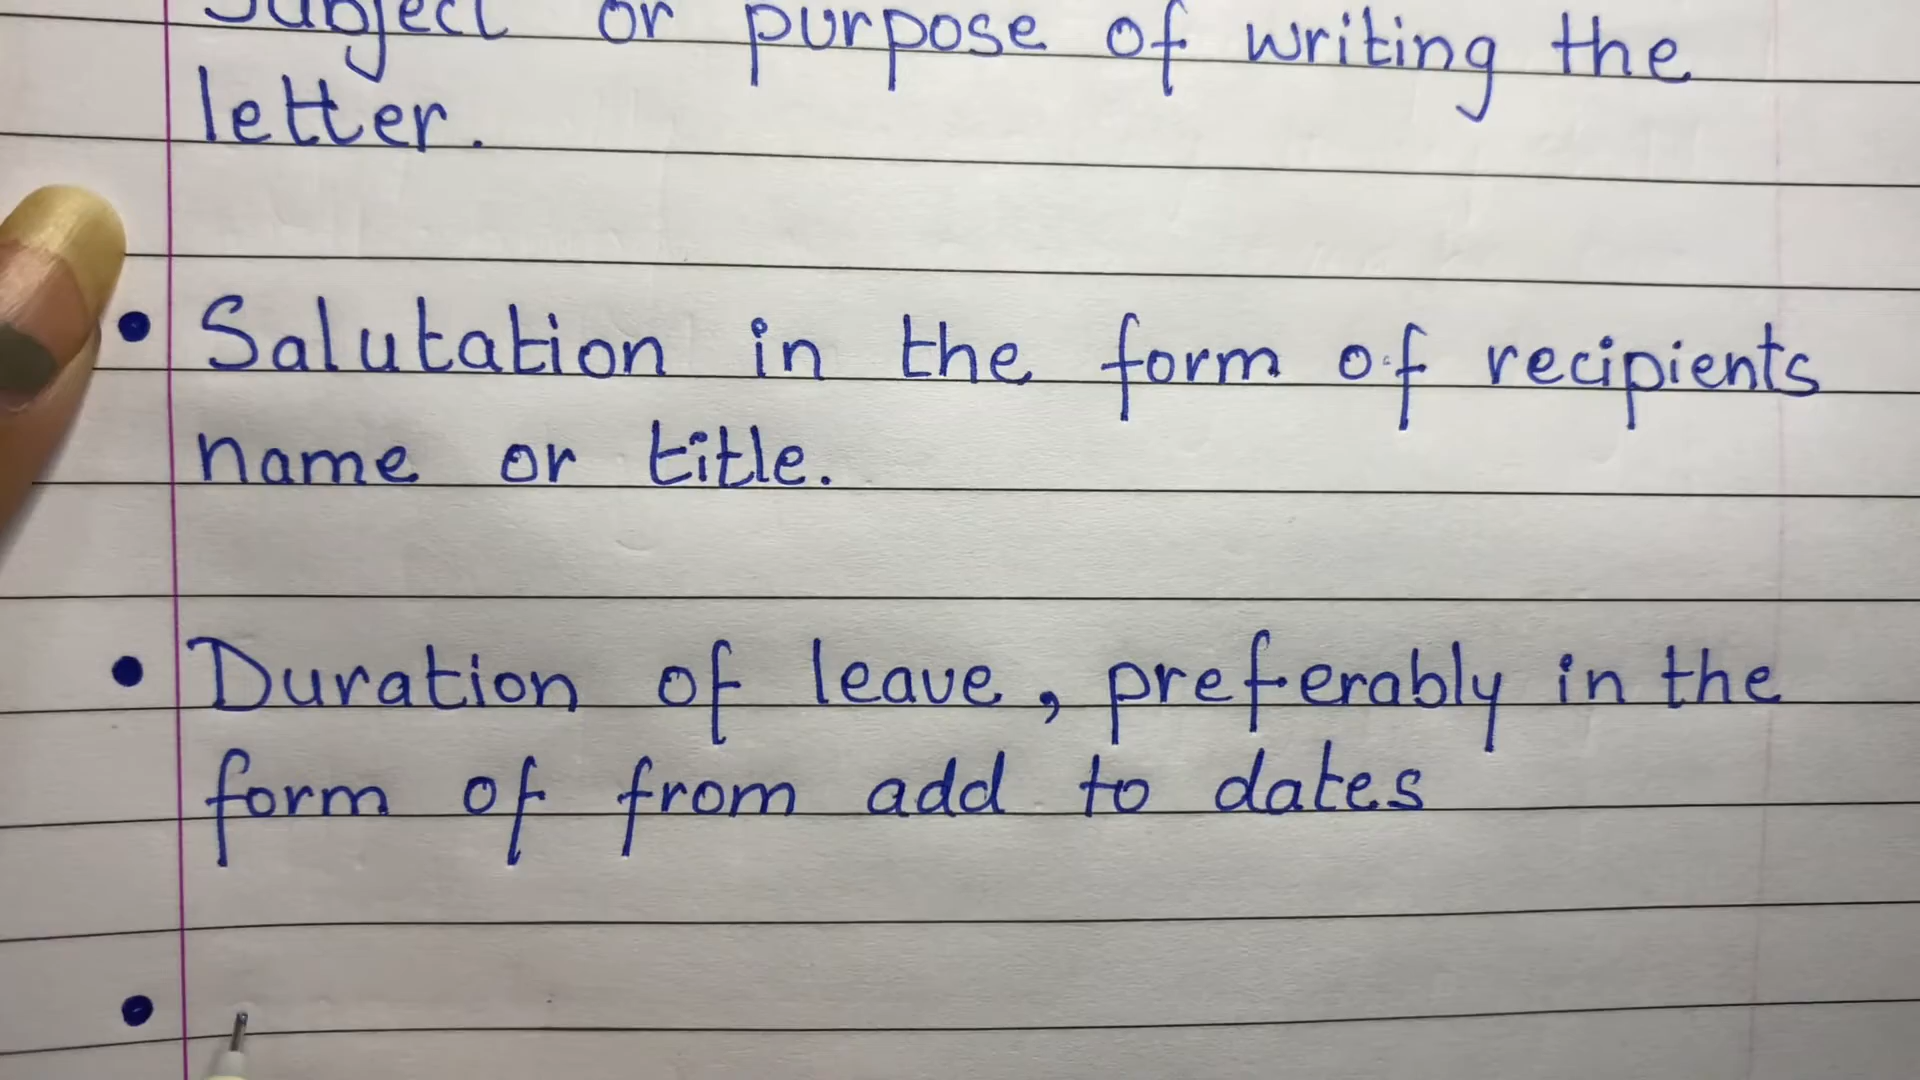 Subject or purpose of writing the
letter.
• Salutation in the form of recipients
name or title.
• Duration of leave, preferably in the
form of from add to dates
•